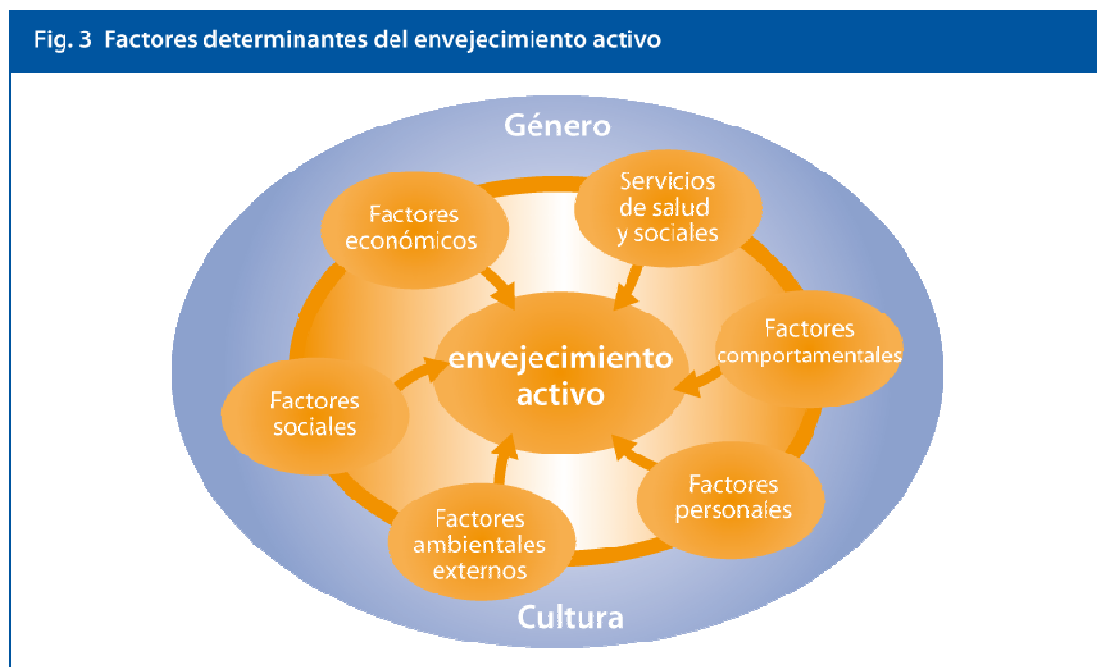 Fig. 3 Factores determinantes del envejecimiento activo
Género
Servicios
de salud
y sociales
Factores
económicos
Factores
comportamentales
envejecimiento
activo
Factores
sociales
Factores
personales
Factores
ambientales
externos
Cultura